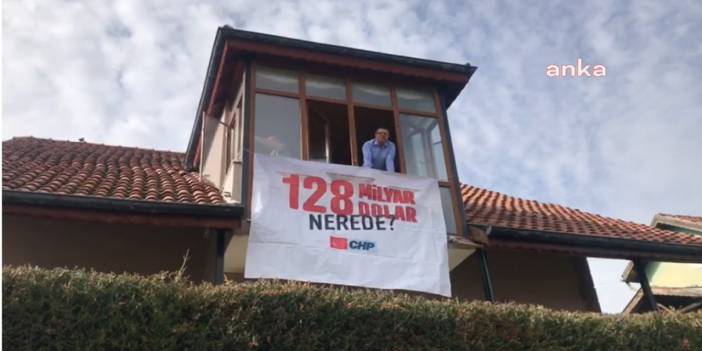 anka
128 MİLYAR
DOLAR
NEREDE?
CHP